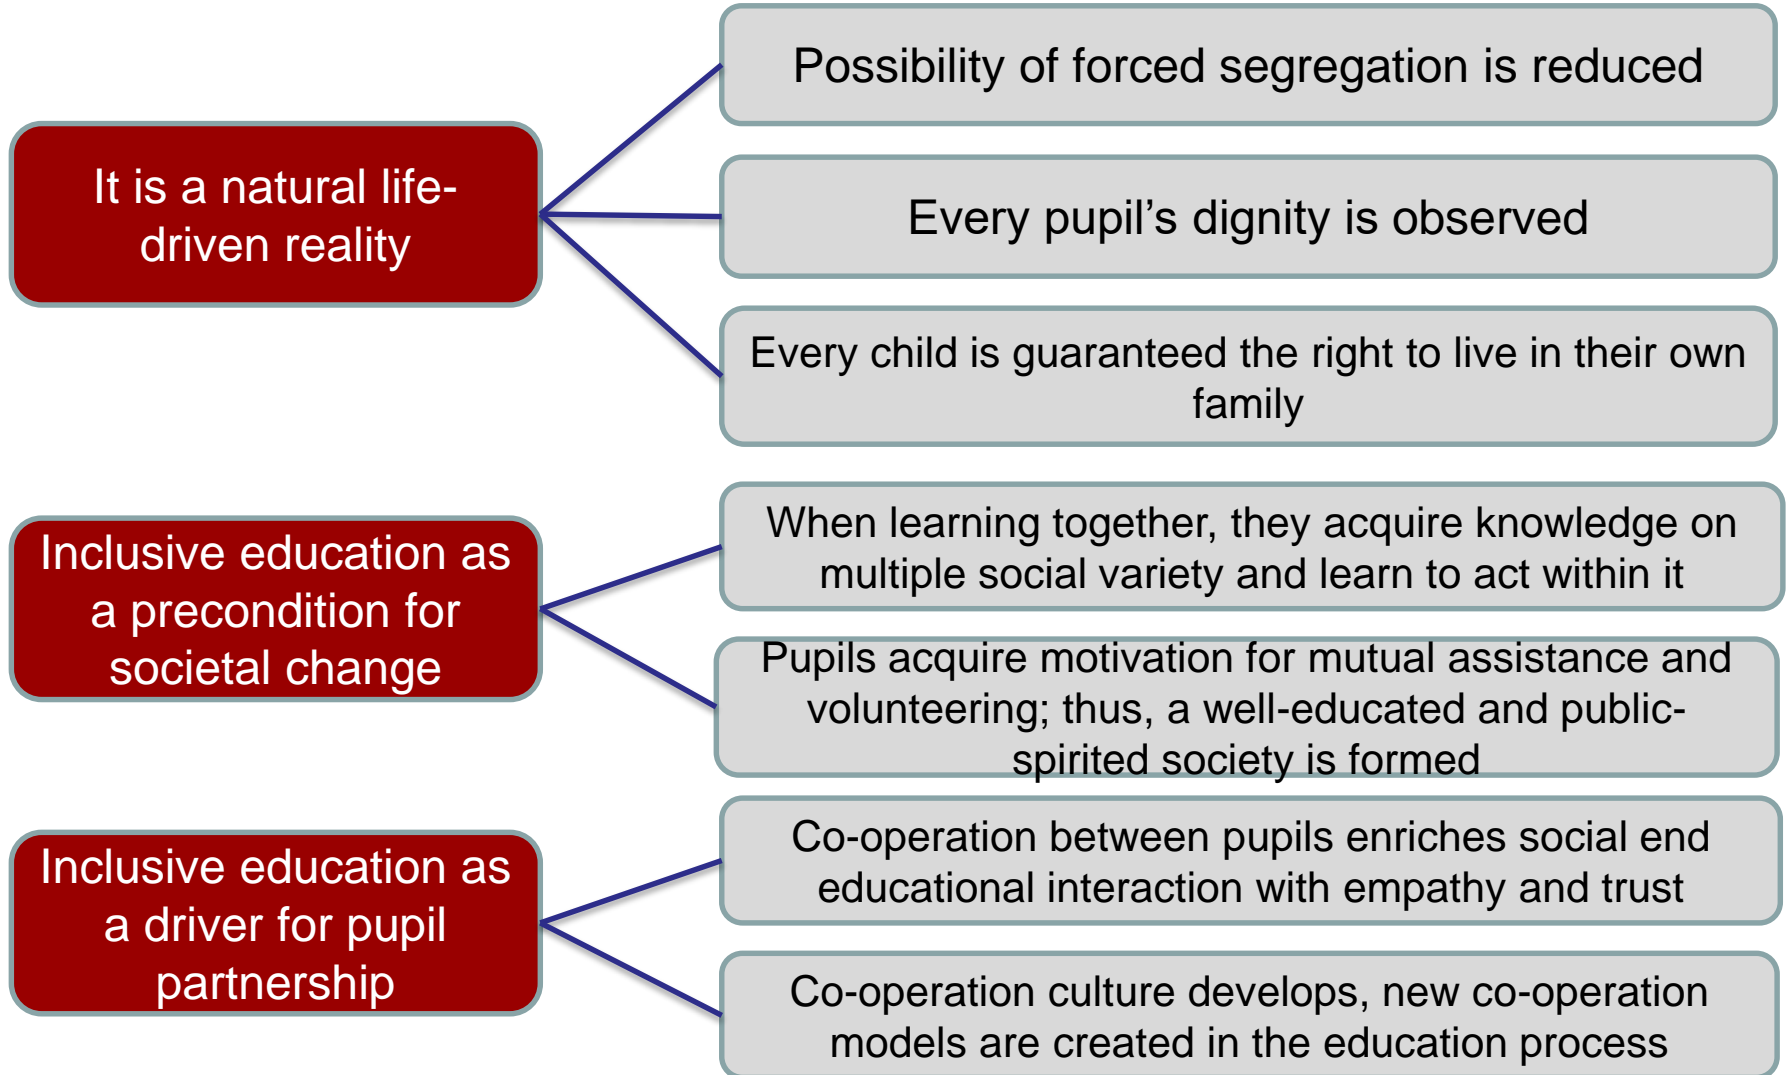 It is a natural life-
driven reality
Possibility of forced segregation is reduced
Every pupil’s dignity is observed
Every child is guaranteed the right to live in their own
family
Inclusive education as
a precondition for
societal change
When learning together, they acquire knowledge on
multiple social variety and learn to act within it
Pupils acquire motivation for mutual assistance and
volunteering; thus, a well-educated and public-
spirited society is formed
Inclusive education as
a driver for pupil
partnership
Co-operation between pupils enriches social end
educational interaction with empathy and trust
Co-operation culture develops, new co-operation
models are created in the education process